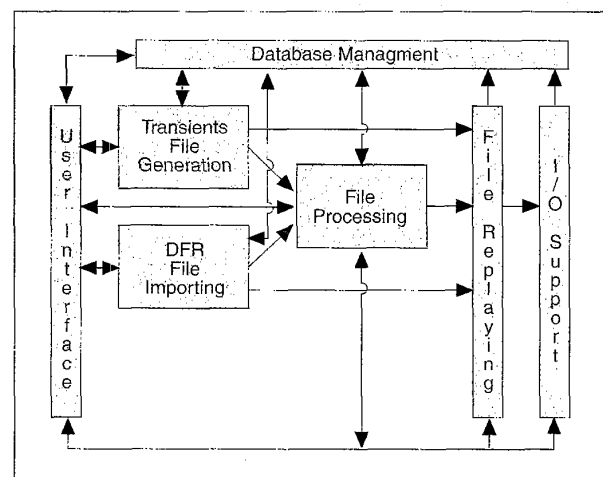 Database Managment
User Interface
Transients
File
Generation
DFR
File
Importing
File
Processing
File Replaying
I/O Support